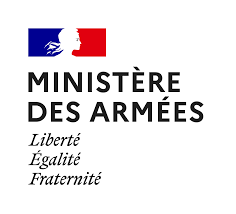 MINISTÈRE
DES ARMÉES
Liberté
Égalité
Fraternité